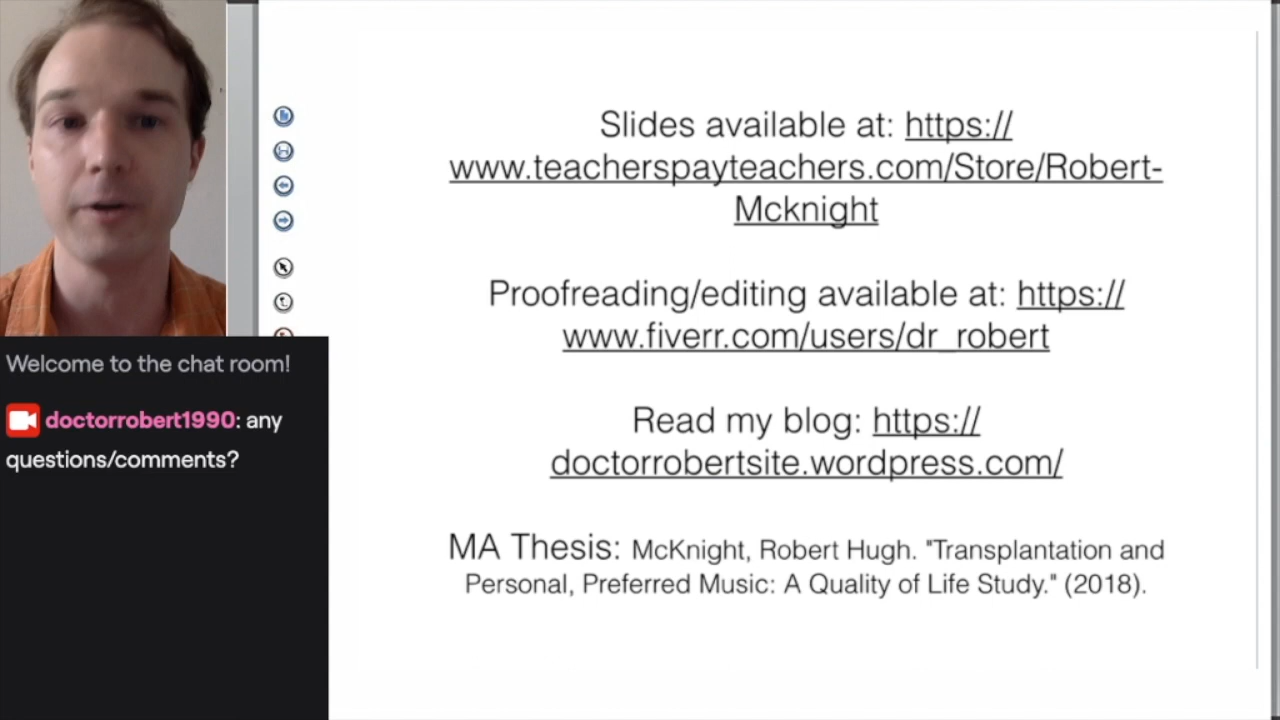 Slides available at: https://
www.teacherspayteachers.com/Store/Robert-
Mcknight
Proofreading/editing available at: https://
www.fiverr.com/users/dr_robert
Read my blog: https://
doctorrobertsite.wordpress.com/
MA Thesis: McKnight, Robert Hugh. "Transplantation and
Personal, Preferred Music: A Quality of Life Study." (2018).
Welcome to the chat room!
doctorrobert1990: any
questions/comments?